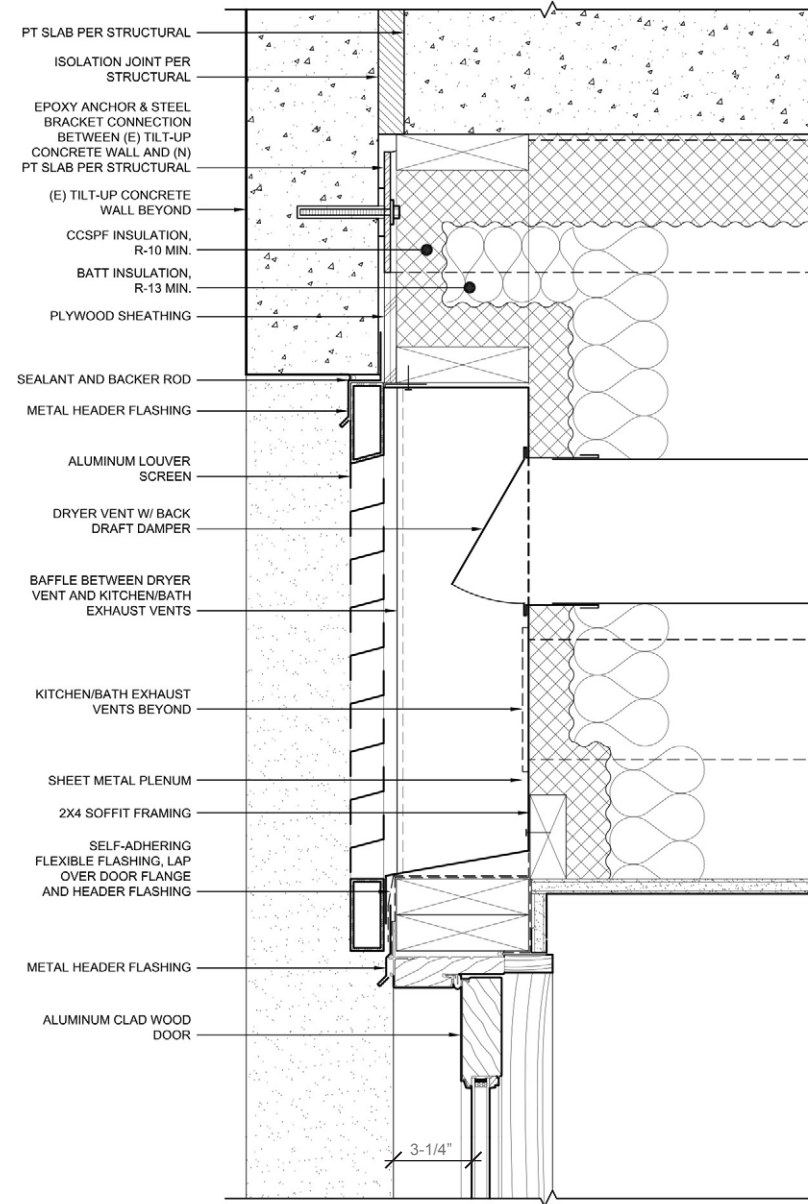 PT SLAB PER STRUCTURAL
ISOLATION JOINT PER
STRUCTURAL
EPOXY ANCHOR & STEEL
BRACKET CONNECTION
BETWEEN (E) TILT-UP
CONCRETE WALL AND (N)
PT SLAB PER STRUCTURAL
(E) TILT-UP CONCRETE
WALL BEYOND
CCSPF INSULATION,
R-10 MIN.
BATT INSULATION,
R-13 MIN.
PLYWOOD SHEATHING
SEALANT AND BACKER ROD
METAL HEADER FLASHING
ALUMINUM LOUVER
SCREEN
DRYER VENT W/ BACK
DRAFT DAMPER
BAFFLE BETWEEN DRYER
VENT AND KITCHEN/BATH
EXHAUST VENTS
KITCHEN/BATH EXHAUST
VENTS BEYOND
SHEET METAL PLENUM
2X4 SOFFIT FRAMING
SELF-ADHERING
FLEXIBLE FLASHING, LAP
OVER DOOR FLANGE
AND HEADER FLASHING
METAL HEADER FLASHING
ALUMINUM CLAD WOOD
DOOR
3-1/4"